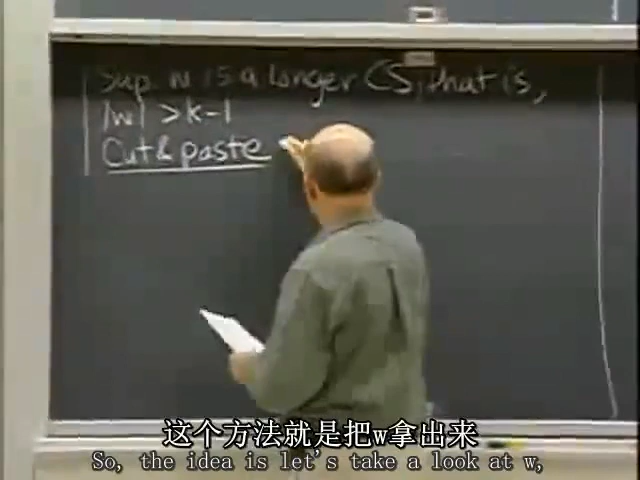 Sup. w is a longer CS, that is,
|w| > k-1
Cut & paste
这个方法就是把w拿出来
So, the idea is let's take a look at w,